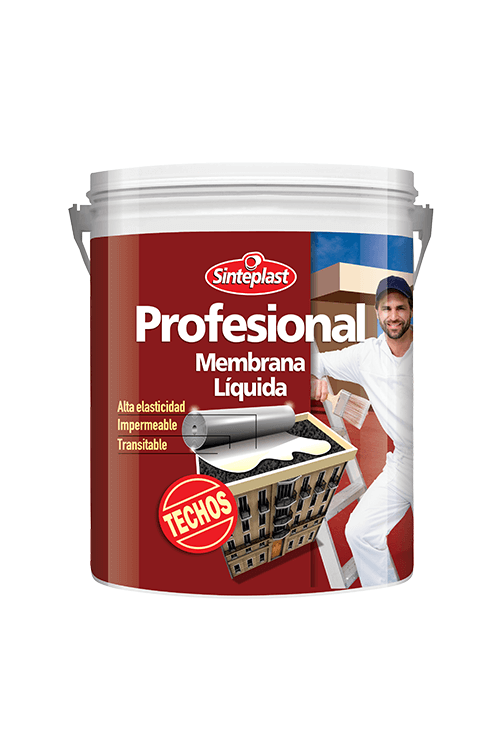 Sinteplast
Profesional
Membrana
Líquida
Alta elasticidad
Impermeable
Transitable
TECHOS